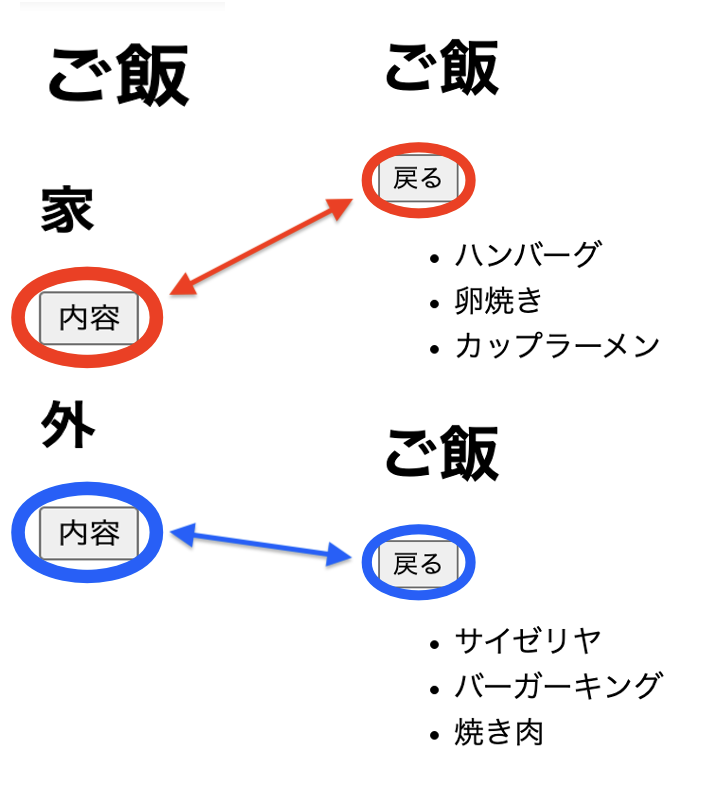 ご飯
家
内容
外
内容
ご飯
戻る
ハンバーグ
卵焼き
カップラーメン
ご飯
戻る
サイゼリヤ
バーガーキング
焼き肉